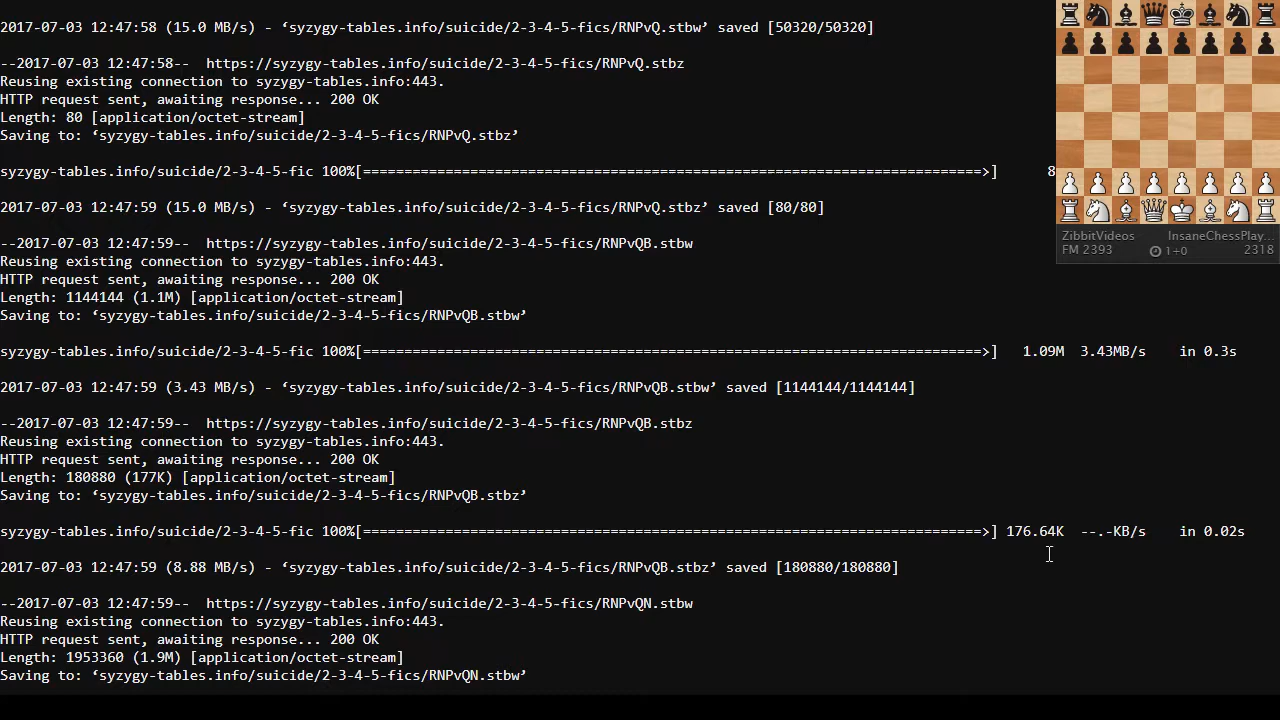 2017-07-03 12:47:58 (15.0 MB/s) - ‘syzygy-tables.info/suicide/2-3-4-5-fics/RNPvQ.stbw’ saved [50320/50320]
--2017-07-03 12:47:58--  https://syzygy-tables.info/suicide/2-3-4-5-fics/RNPvQ.stbz
Reusing existing connection to syzygy-tables.info:443.
HTTP request sent, awaiting response... 200 OK
Length: 80 [application/octet-stream]
Saving to: ‘syzygy-tables.info/suicide/2-3-4-5-fics/RNPvQ.stbz’
syzygy-tables.info/suicide/2-3-4-5-fic 100%[===========================================================================>]      8
2017-07-03 12:47:59 (15.0 MB/s) - ‘syzygy-tables.info/suicide/2-3-4-5-fics/RNPvQ.stbz’ saved [80/80]
--2017-07-03 12:47:59--  https://syzygy-tables.info/suicide/2-3-4-5-fics/RNPvQB.stbw
Reusing existing connection to syzygy-tables.info:443.
HTTP request sent, awaiting response... 200 OK
Length: 1144144 (1.1M) [application/octet-stream]
Saving to: ‘syzygy-tables.info/suicide/2-3-4-5-fics/RNPvQB.stbw’
syzygy-tables.info/suicide/2-3-4-5-fic 100%[===========================================================================>]   1.09M  3.43MB/s    in 0.3s
2017-07-03 12:47:59 (3.43 MB/s) - ‘syzygy-tables.info/suicide/2-3-4-5-fics/RNPvQB.stbw’ saved [1144144/1144144]
--2017-07-03 12:47:59--  https://syzygy-tables.info/suicide/2-3-4-5-fics/RNPvQB.stbz
Reusing existing connection to syzygy-tables.info:443.
HTTP request sent, awaiting response... 200 OK
Length: 180880 (177K) [application/octet-stream]
Saving to: ‘syzygy-tables.info/suicide/2-3-4-5-fics/RNPvQB.stbz’
syzygy-tables.info/suicide/2-3-4-5-fic 100%[===========================================================================>] 176.64K  --.-KB/s    in 0.02s
2017-07-03 12:47:59 (8.88 MB/s) - ‘syzygy-tables.info/suicide/2-3-4-5-fics/RNPvQB.stbz’ saved [180880/180880]
--2017-07-03 12:47:59--  https://syzygy-tables.info/suicide/2-3-4-5-fics/RNPvQN.stbw
Reusing existing connection to syzygy-tables.info:443.
HTTP request sent, awaiting response... 200 OK
Length: 1953360 (1.9M) [application/octet-stream]
Saving to: ‘syzygy-tables.info/suicide/2-3-4-5-fics/RNPvQN.stbw’
ZibbitVideos InsaneChessPlay...
FM 2393 1+0 2318